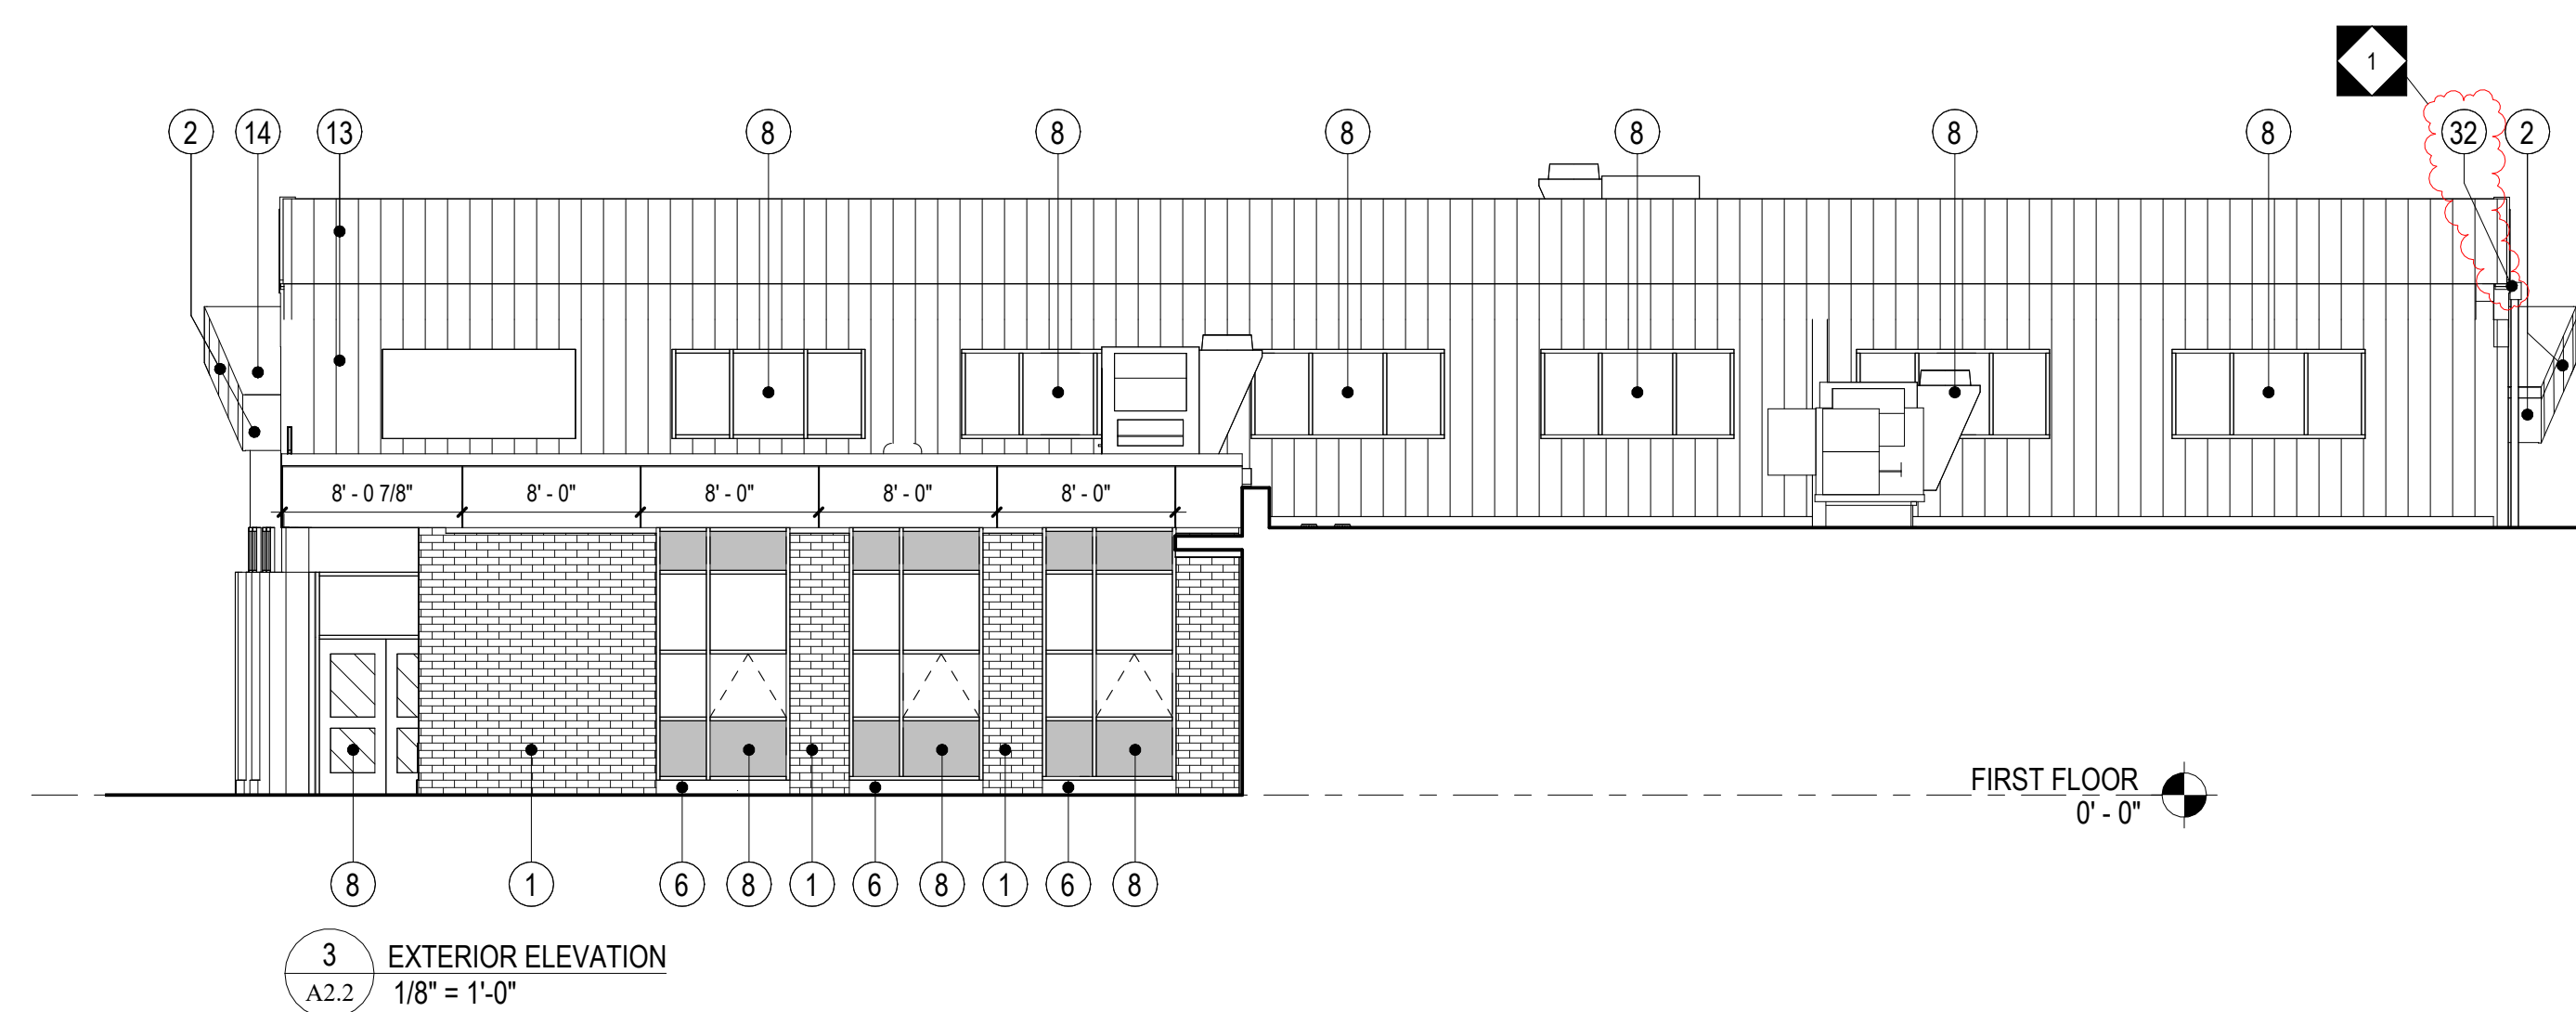 1
2 14 13 8 8 8 8 8 8 32 2
8' - 0 7/8" 8' - 0" 8' - 0" 8' - 0" 8' - 0"
FIRST FLOOR
0' - 0"
8 1 6 8 1 6 8 1 6 8
3 EXTERIOR ELEVATION
A2.2 1/8" = 1'-0"